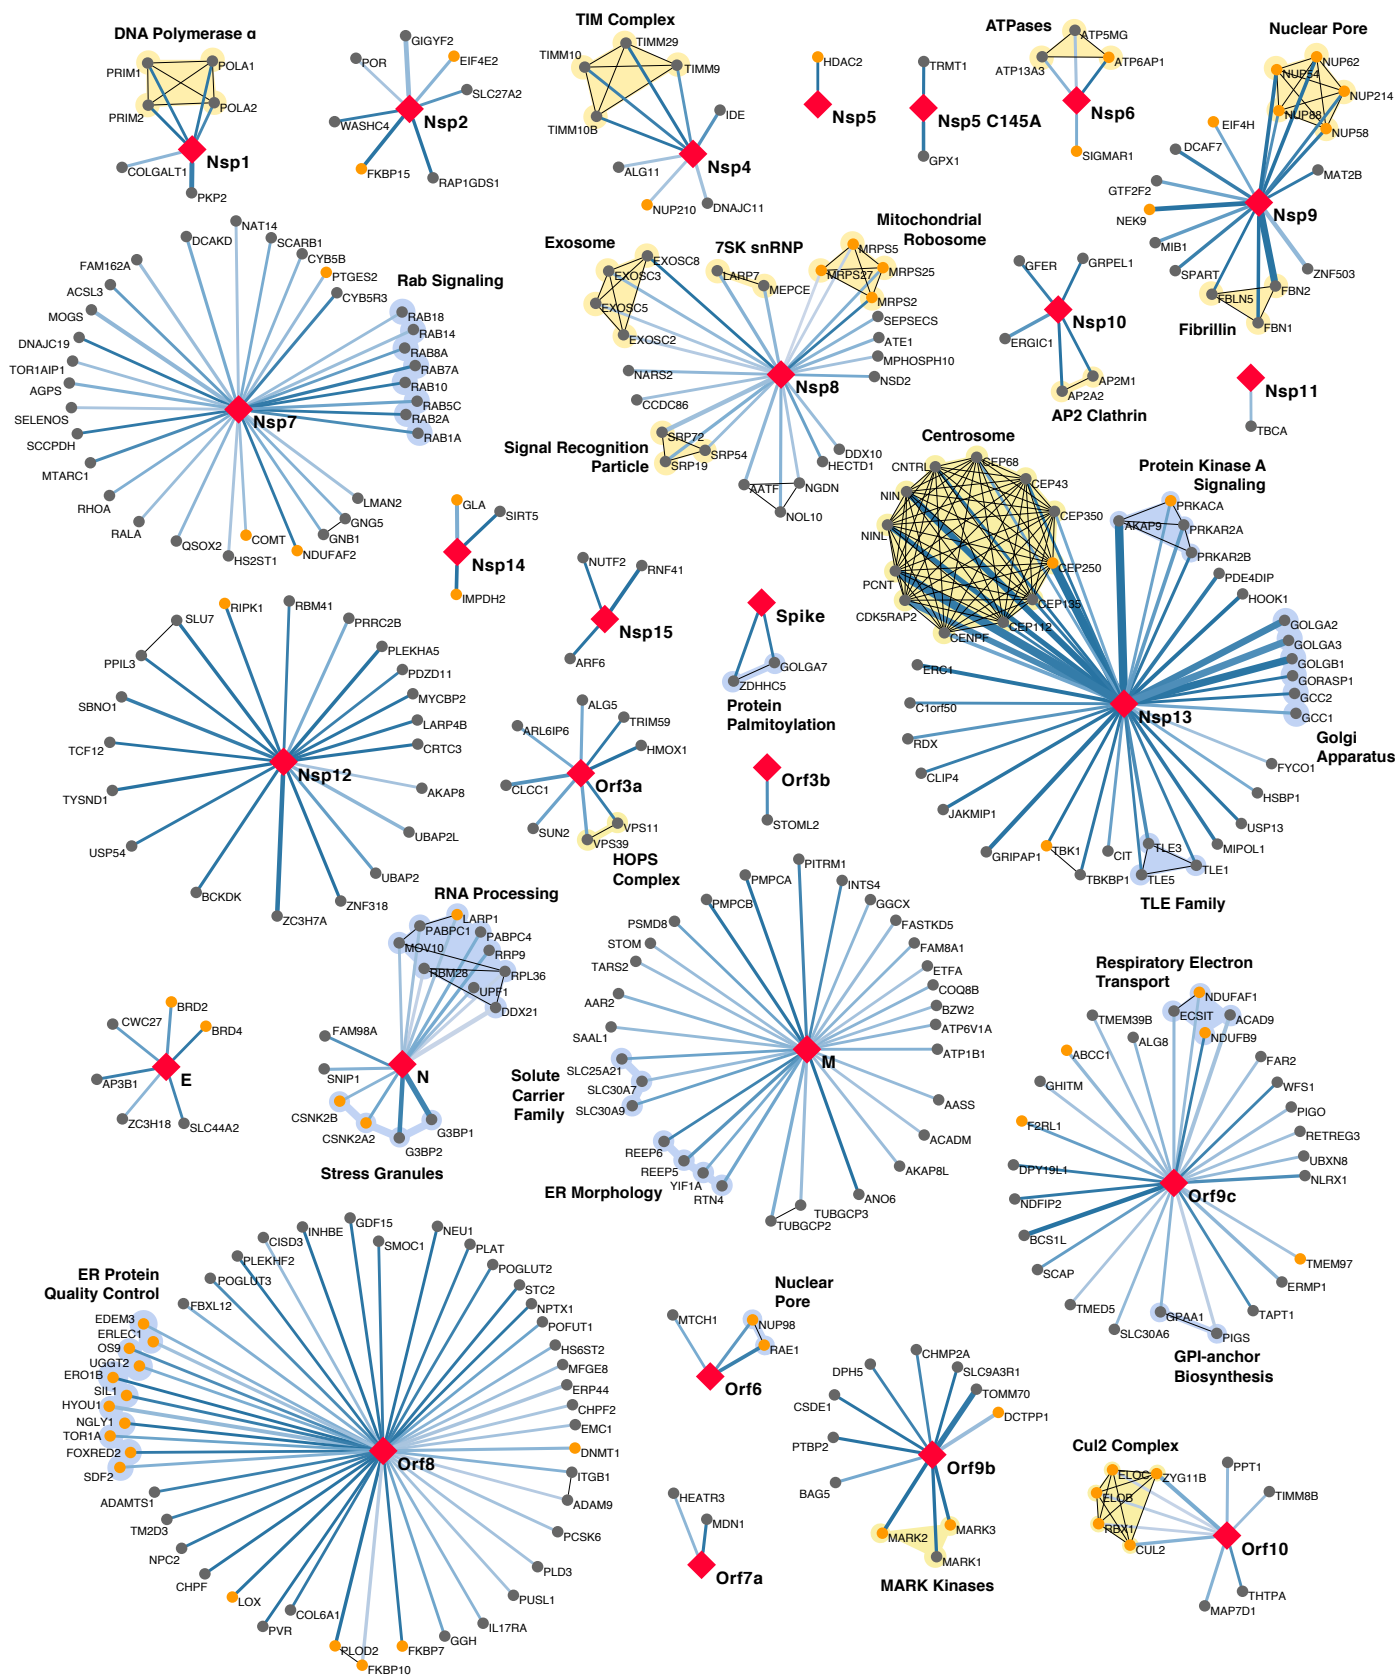 DNA Polymerase α
PRIM1
POLA1
PRIM2
POLA2
COLGALT1
Nsp1
PKP2
GIGYF2
POR
EIF4E2
SLC27A2
WASHC4
Nsp2
FKBP15
RAP1GDS1
TIM Complex
TIMM29
TIMM10
TIMM9
TIMM10B
IDE
ALG11
Nsp4
NUP210
DNAJC11
HDAC2
Nsp5
TRMT1
Nsp5 C145A
GPX1
ATPases
ATP5MG
ATP13A3
ATP6AP1
Nsp6
SIGMAR1
Nuclear Pore
NUP54
NUP62
NUP214
NUP88
NUP58
EIF4H
DCAF7
MAT2B
GTF2F2
NEK9
Nsp9
MIB1
SPART
ZNF503
FBLN5
FBN2
FBN1
Fibrillin
NAT14
DCAKD
SCARB1
CYB5B
FAM162A
PTGES2
ACSL3
CYB5R3
Rab Signaling
MOGS
RAB18
RAB14
DNAJC19
RAB8A
TOR1AIP1
RAB7A
AGPS
RAB10
SELENOS
RAB5C
Nsp7
RAB2A
SCCPDH
RAB1A
MTARC1
RHOA
LMAN2
RALA
GNG5
QSOX2
COMT
GNB1
HS2ST1
NDUFAF2
Exosome
EXOSC8
EXOSC3
EXOSC5
EXOSC2
7SK snRNP
LARP7
MEPCE
Mitochondrial
Robosome
MRPS5
MRPS27
MRPS25
MRPS2
SEPSECS
ATE1
MPHOSPH10
NARS2
Nsp8
NSD2
CCDC86
Signal Recognition
Particle
SRP72
SRP54
SRP19
DDX10
HECTD1
AATF
NGDN
NOL10
GFER
GRPEL1
Nsp10
ERGIC1
AP2M1
AP2A2
AP2 Clathrin
Nsp11
TBCA
GLA
SIRT5
Nsp14
IMPDH2
NUTF2
RNF41
Nsp15
ARF6
Spike
GOLGA7
ZDHHC5
Protein
Palmitoylation
Centrosome
CNTRL
CEP68
CEP43
NIN
CEP350
NINL
CEP250
PCNT
CEP135
CDK5RAP2
CEP112
CENPF
Protein Kinase A
Signaling
PRKACA
AKAP9
PRKAR2A
PRKAR2B
PDE4DIP
HOOK1
GOLGA2
GOLGA3
GOLGB1
GORASP1
GCC2
GCC1
Golgi
Apparatus
ERC1
C1orf50
Nsp13
RDX
FYCO1
CLIP4
HSBP1
JAKMIP1
USP13
GRIPAP1
TBK1
CIT
TLE3
MIPOL1
TBKBP1
TLE5
TLE1
TLE Family
RIPK1
RBM41
SLU7
PRRC2B
PPIL3
PLEKHA5
PDZD11
SBNO1
MYCBP2
LARP4B
TCF12
CRTC3
Nsp12
TYSND1
AKAP8
USP54
UBAP2L
BCKDK
UBAP2
ZNF318
ZC3H7A
ALG5
ARL6IP6
TRIM59
HMOX1
CLCC1
Orf3a
SUN2
VPS11
VPS39
HOPS
Complex
Orf3b
STOML2
RNA Processing
LARP1
PABPC1
PABPC4
MOV10
RRP9
RBM28
RPL36
UPF1
DDX21
FAM98A
SNIP1
N
CSNK2B
CSNK2A2
G3BP1
G3BP2
Stress Granules
BRD2
CWC27
BRD4
AP3B1
E
ZC3H18
SLC44A2
PITRM1
PMPCA
INTS4
PMPCB
GGCX
PSMD8
FASTKD5
STOM
FAM8A1
TARS2
ETFA
COQ8B
AAR2
BZW2
SAAL1
ATP6V1A
ATP1B1
Solute
Carrier
Family
SLC25A21
SLC30A7
SLC30A9
M
AASS
ACADM
REEP6
REEP5
YIF1A
RTN4
AKAP8L
ER Morphology
ANO6
TUBGCP3
TUBGCP2
Respiratory Electron
Transport
NDUFAF1
ECSIT
ACAD9
TMEM39B
NDUFB9
ALG8
ABCC1
FAR2
GHITM
WFS1
PIGO
F2RL1
RETREG3
UBXN8
DPY19L1
NLRX1
Orf9c
NDFIP2
BCS1L
TMEM97
SCAP
ERMP1
TMED5
GPAA1
TAPT1
SLC30A6
PIGS
GPI-anchor
Biosynthesis
GDF15
INHBE
NEU1
CISD3
SMOC1
PLAT
PLEKHF2
POGLUT2
POGLUT3
STC2
FBXL12
NPTX1
POFUT1
ER Protein
Quality Control
EDEM3
ERLEC1
HS6ST2
OS9
MFGE8
UGGT2
ERO1B
ERP44
SIL1
CHPF2
HYOU1
EMC1
NGLY1
TOR1A
DNMT1
FOXRED2
SDF2
Orf8
ITGB1
ADAMTS1
ADAM9
TM2D3
PCSK6
NPC2
PLD3
CHPF
PUSL1
LOX
COL6A1
IL17RA
PVR
GGH
PLOD2
FKBP7
FKBP10
Nuclear
Pore
MTCH1
NUP98
RAE1
Orf6
HEATR3
MDN1
Orf7a
CHMP2A
DPH5
SLC9A3R1
CSDE1
TOMM70
DCTPP1
PTBP2
Orf9b
BAG5
MARK3
MARK2
MARK1
MARK Kinases
Cul2 Complex
ELOC
ZYG11B
ELOB
RBX1
CUL2
PPT1
TIMM8B
Orf10
THTPA
MAP7D1